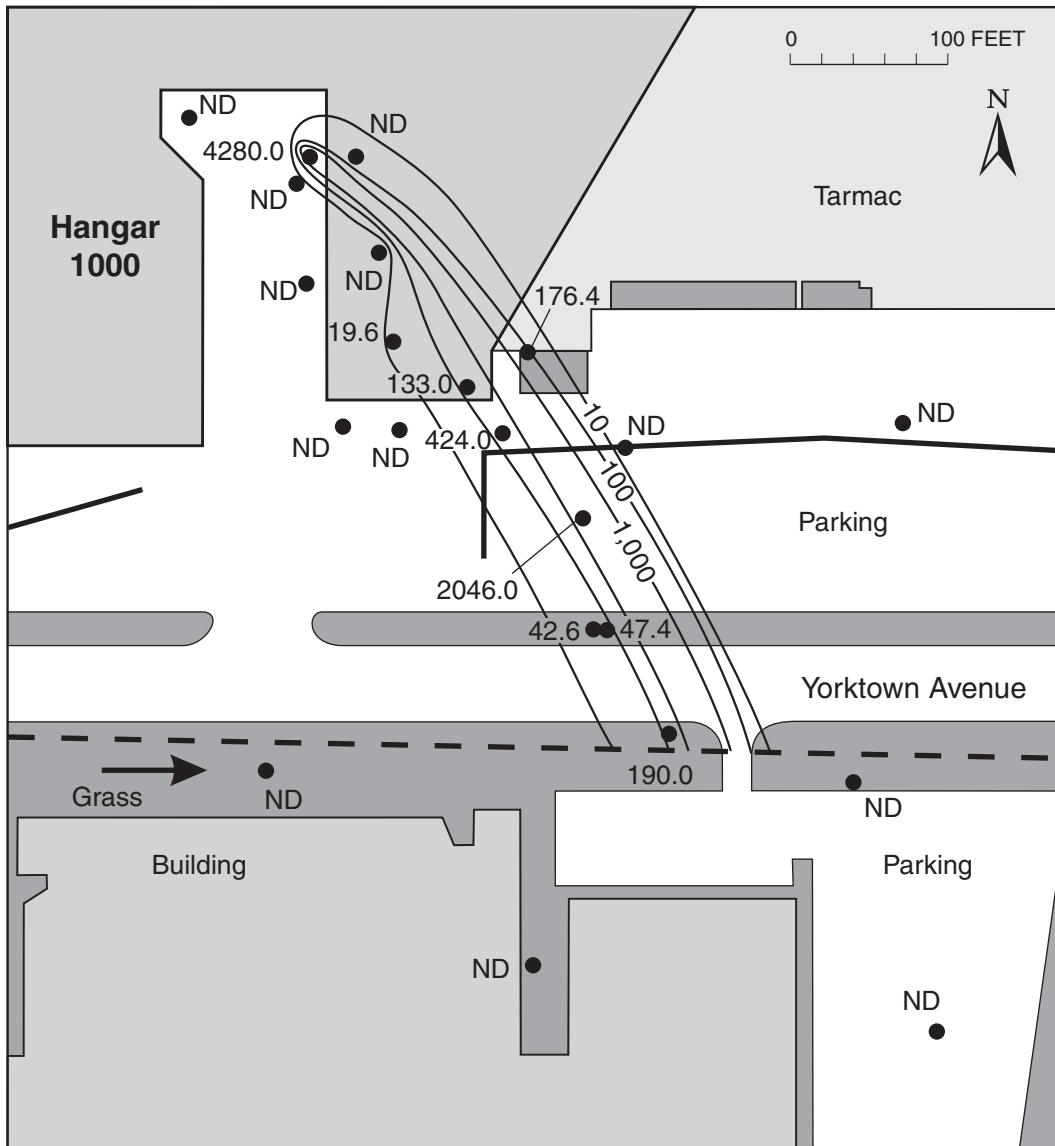 0 100 FEET
N
ND
ND
4280.0
ND
Tarmac
Hangar
1000
ND
ND
176.4
19.6
133.0
10
ND
ND
ND
ND
424.0
100
1,000
Parking
2046.0
42.6
47.4
Yorktown Avenue
190.0
Grass
ND
ND
Building
Parking
ND
ND